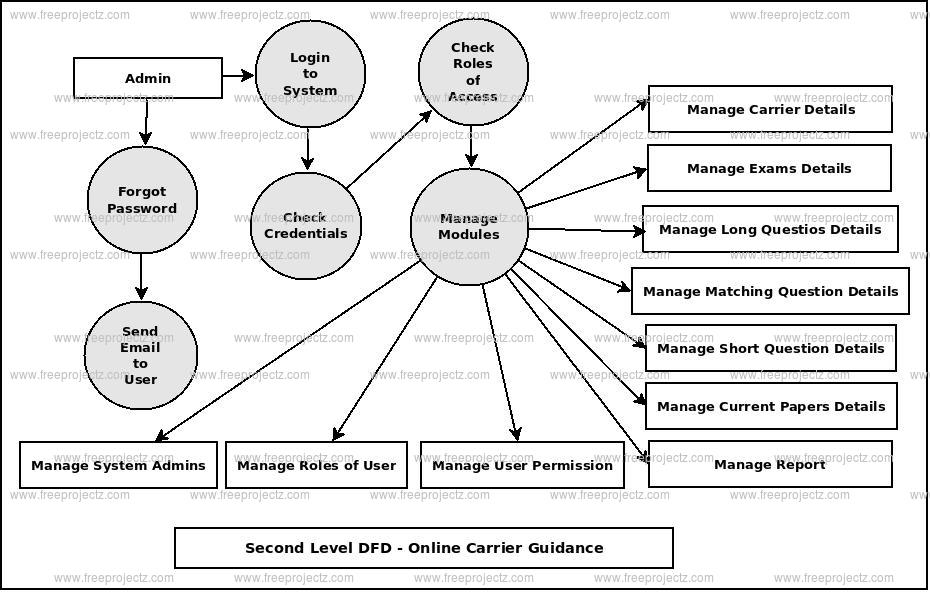 Admin
Login
to
System
Check
Roles
of
Access
Forgot
Password
Check
Credentials
Manage
Modules
Send
Email
to
User
Manage Carrier Details
Manage Exams Details
Manage Long Questios Details
Manage Matching Question Details
Manage Short Question Details
Manage Current Papers Details
Manage Report
Manage System Admins
Manage Roles of User
Manage User Permission
Second Level DFD - Online Carrier Guidance
www.freeprojectz.com